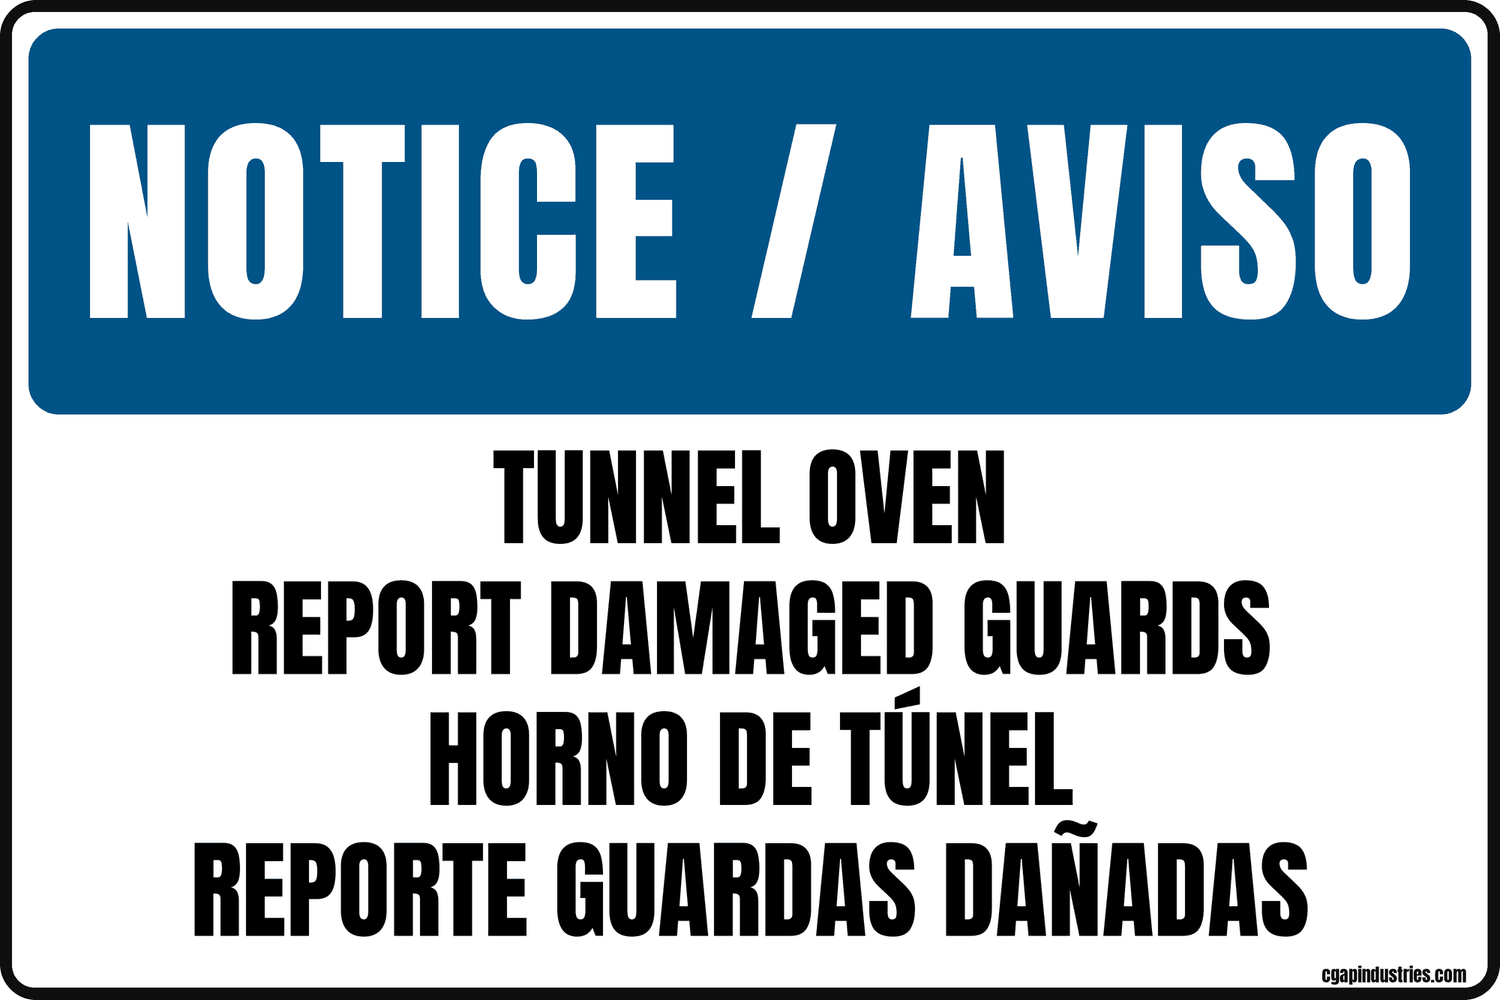 NOTICE / AVISO
TUNNEL OVEN
REPORT DAMAGED GUARDS
HORNO DE TÚNEL
REPORTE GUARDAS DAÑADAS
cgapindustries.com